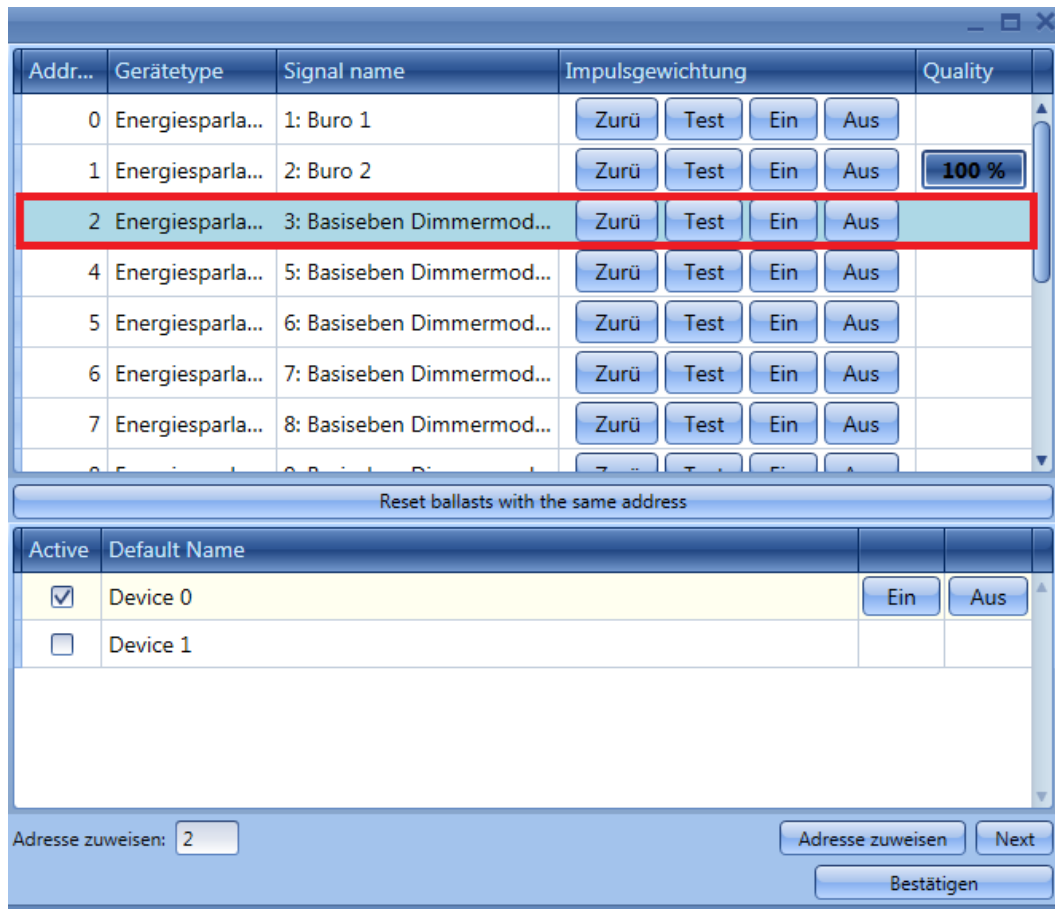 Addr... Gerätetype Signal name Impulsgewichtung Quality
0 Energiesparla... 1: Buro 1 Zurü Test Ein Aus
1 Energiesparla... 2: Buro 2 Zurü Test Ein Aus 100 %
2 Energiesparla... 3: Basiseben Dimmermod... Zurü Test Ein Aus
4 Energiesparla... 5: Basiseben Dimmermod... Zurü Test Ein Aus
5 Energiesparla... 6: Basiseben Dimmermod... Zurü Test Ein Aus
6 Energiesparla... 7: Basiseben Dimmermod... Zurü Test Ein Aus
7 Energiesparla... 8: Basiseben Dimmermod... Zurü Test Ein Aus
Reset ballasts with the same address
Active Default Name
Device 0 Ein Aus
Device 1
Adresse zuweisen: 2 Adresse zuweisen Next
Bestätigen